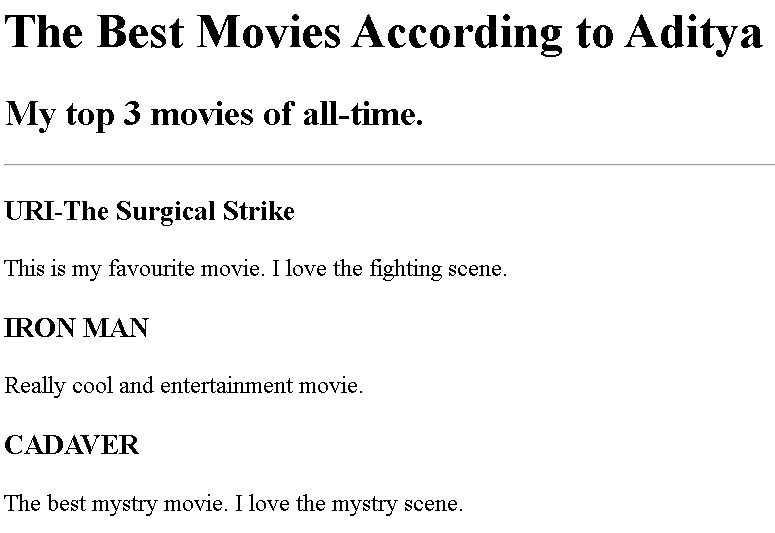 The Best Movies According to Aditya
My top 3 movies of all-time.
URI-The Surgical Strike
This is my favourite movie. I love the fighting scene.
IRON MAN
Really cool and entertainment movie.
CADAVER
The best mystry movie. I love the mystry scene.